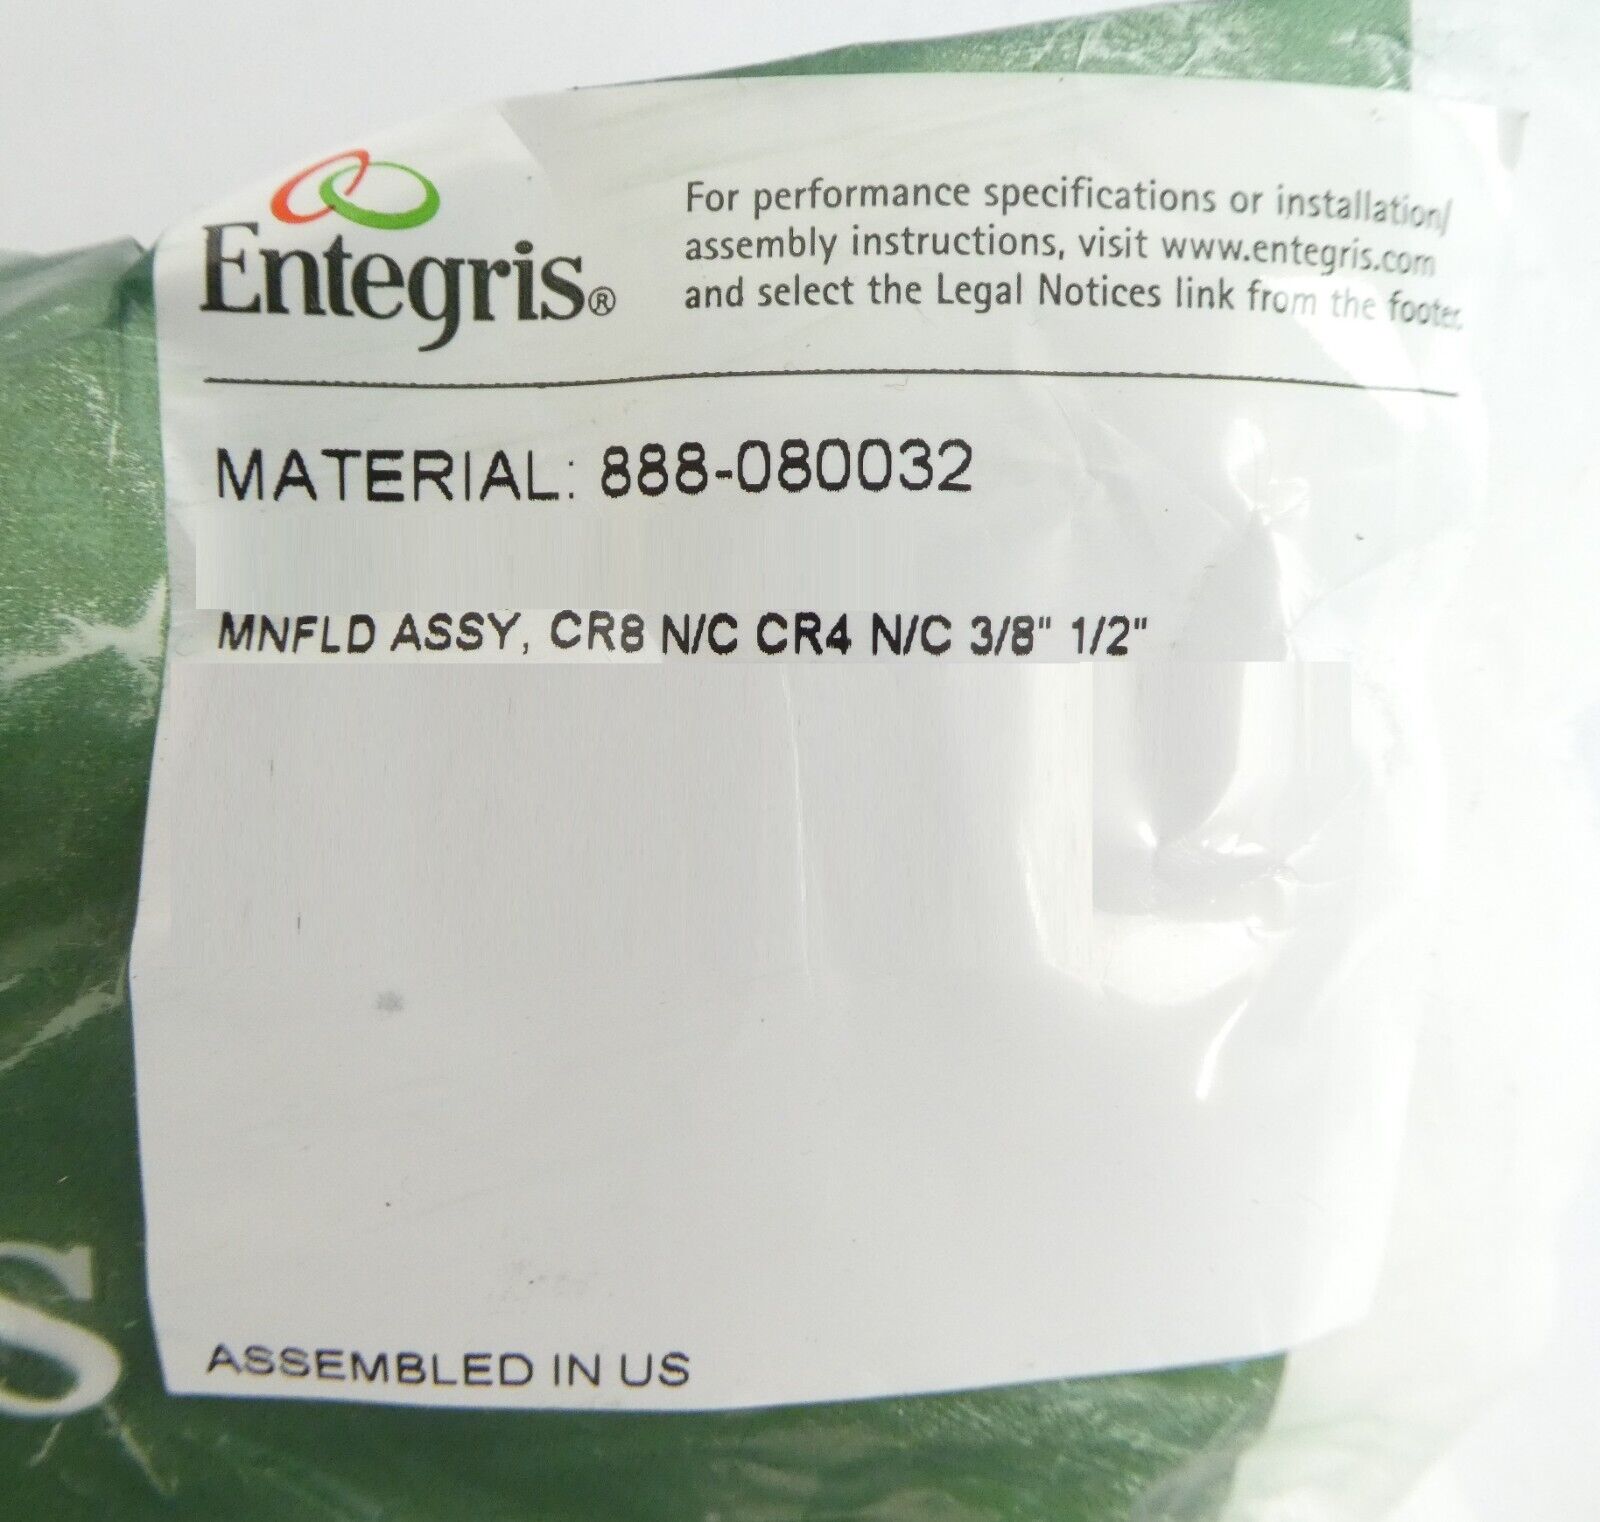 Entegris®
For performance specifications or installation/
assembly instructions, visit www.entegris.com
and select the Legal Notices link from the footer.
MATERIAL: 888-080032
MNFLD ASSY, CR8 N/C CR4 N/C 3/8" 1/2"
ASSEMBLED IN US
S